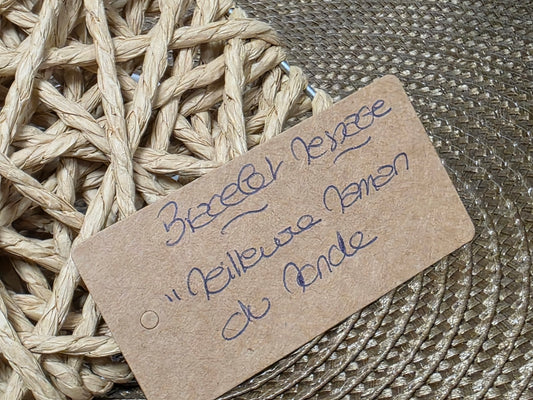 Bracelet Message
"Meilleure Maman
du Monde